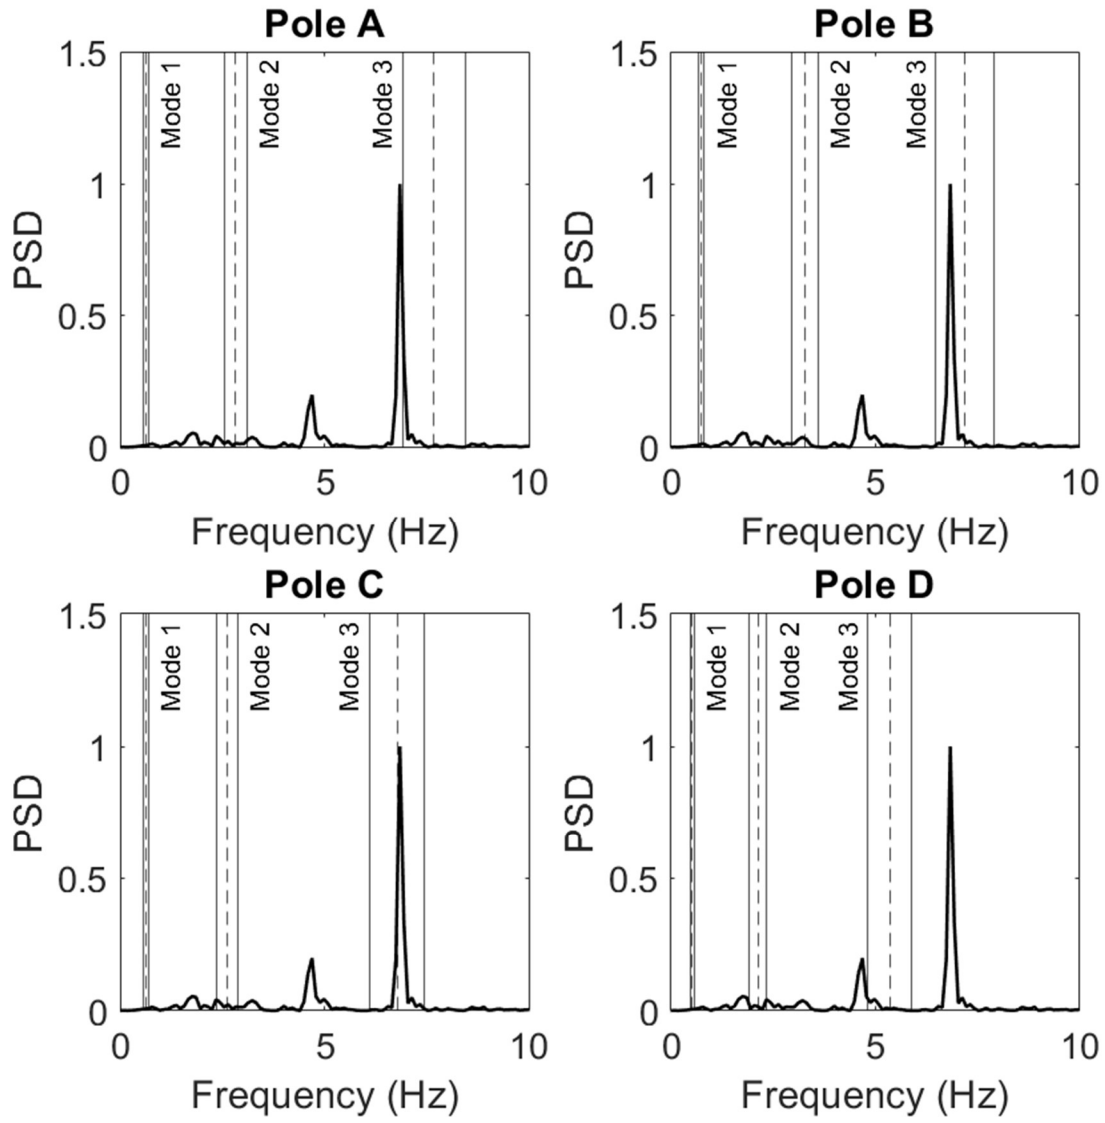 Pole A
1.5
1
0.5
0
PSD
Mode 1
Mode 2
Mode 3
0 5 10
Frequency (Hz)
Pole B
1.5
1
0.5
0
PSD
Mode 1
Mode 2
Mode 3
0 5 10
Frequency (Hz)
Pole C
1.5
1
0.5
0
PSD
Mode 1
Mode 2
Mode 3
0 5 10
Frequency (Hz)
Pole D
1.5
1
0.5
0
PSD
Mode 1
Mode 2
Mode 3
0 5 10
Frequency (Hz)